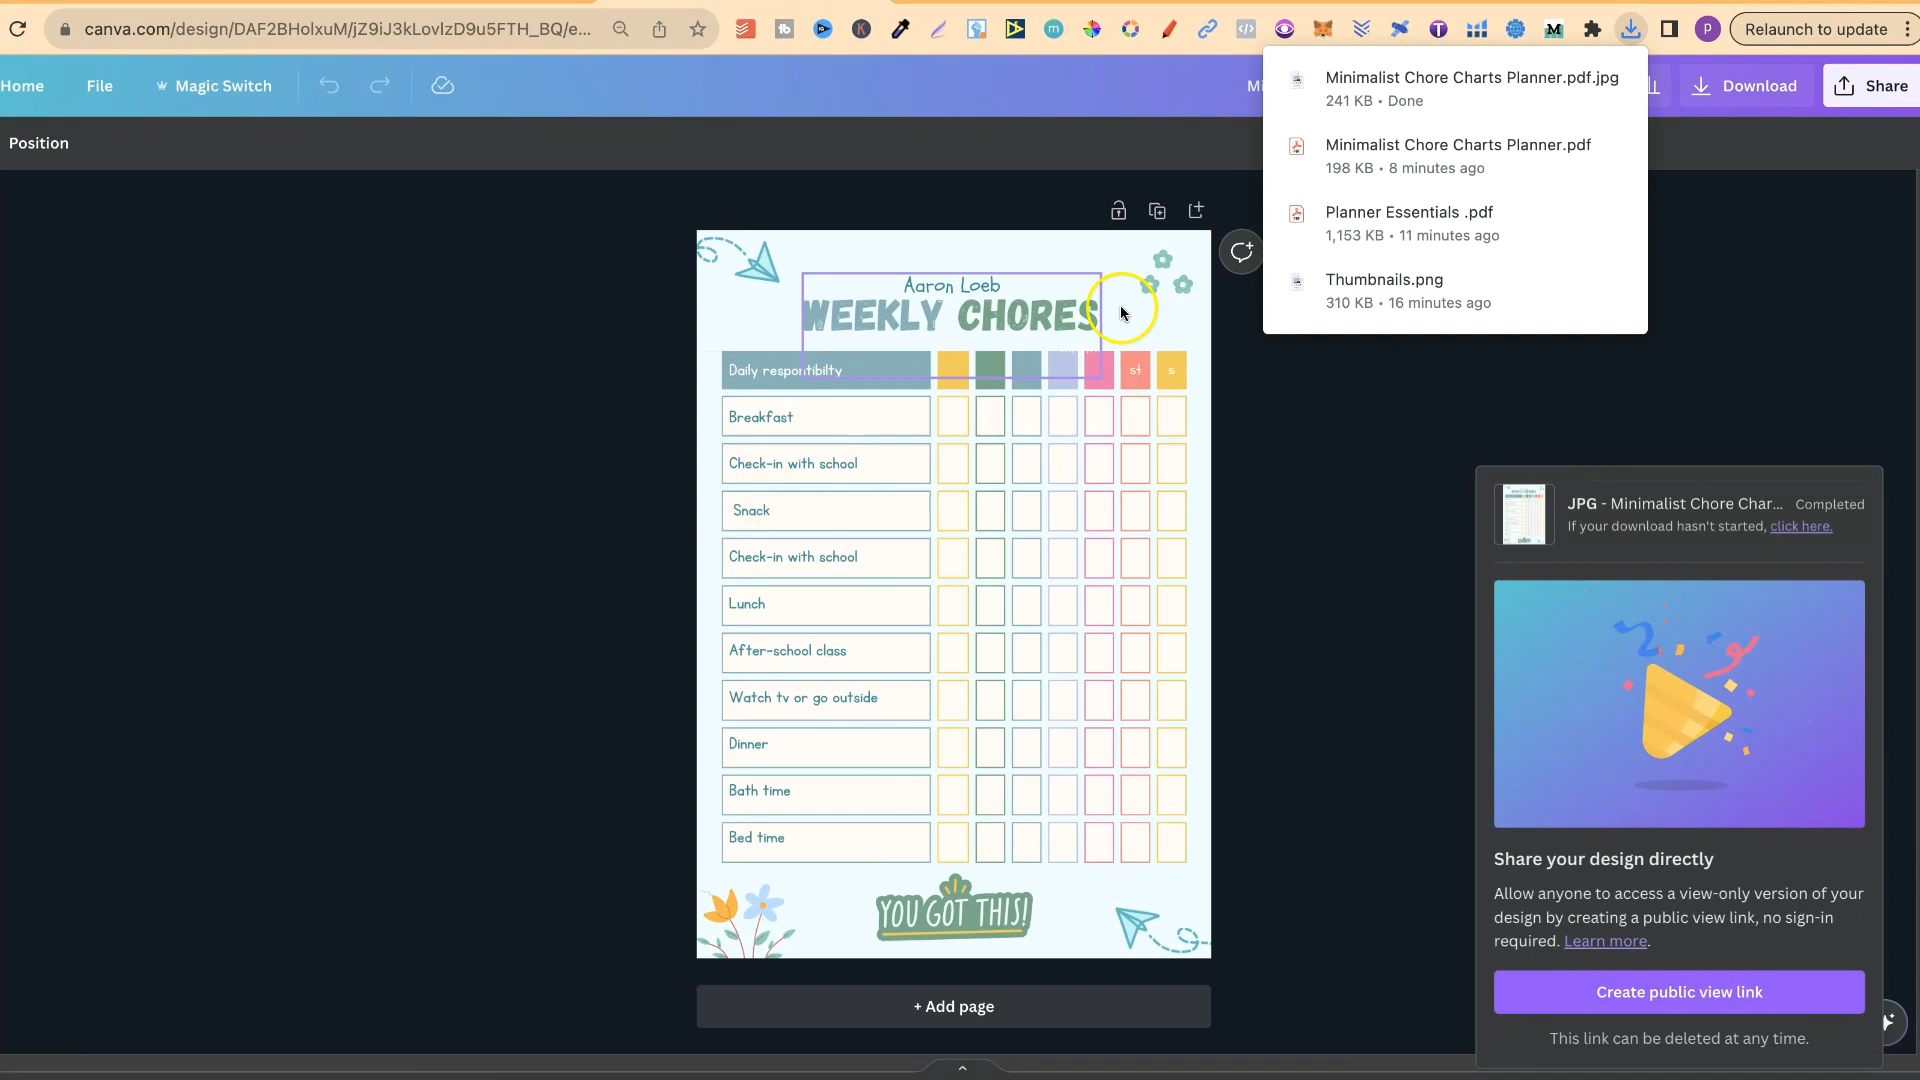 canva.com/design/DAF2BHolxuM/jZ9iJ3kLovIzD9u5FTH_BQ/e...
Relaunch to update
Home
File
Magic Switch
Mi
Download
Share
Position
Minimalist Chore Charts Planner.pdf.jpg
241 KB • Done
Minimalist Chore Charts Planner.pdf
198 KB • 8 minutes ago
Planner Essentials .pdf
1,153 KB • 11 minutes ago
Thumbnails.png
310 KB • 16 minutes ago
Aaron Loeb
WEEKLY CHORES
Daily responsibilty
st
s
Breakfast
Check-in with school
Snack
Check-in with school
Lunch
After-school class
Watch tv or go outside
Dinner
Bath time
Bed time
YOU GOT THIS!
+ Add page
JPG - Minimalist Chore Char... Completed
If your download hasn't started, click here.
Share your design directly
Allow anyone to access a view-only version of your
design by creating a public view link, no sign-in
required. Learn more.
Create public view link
This link can be deleted at any time.